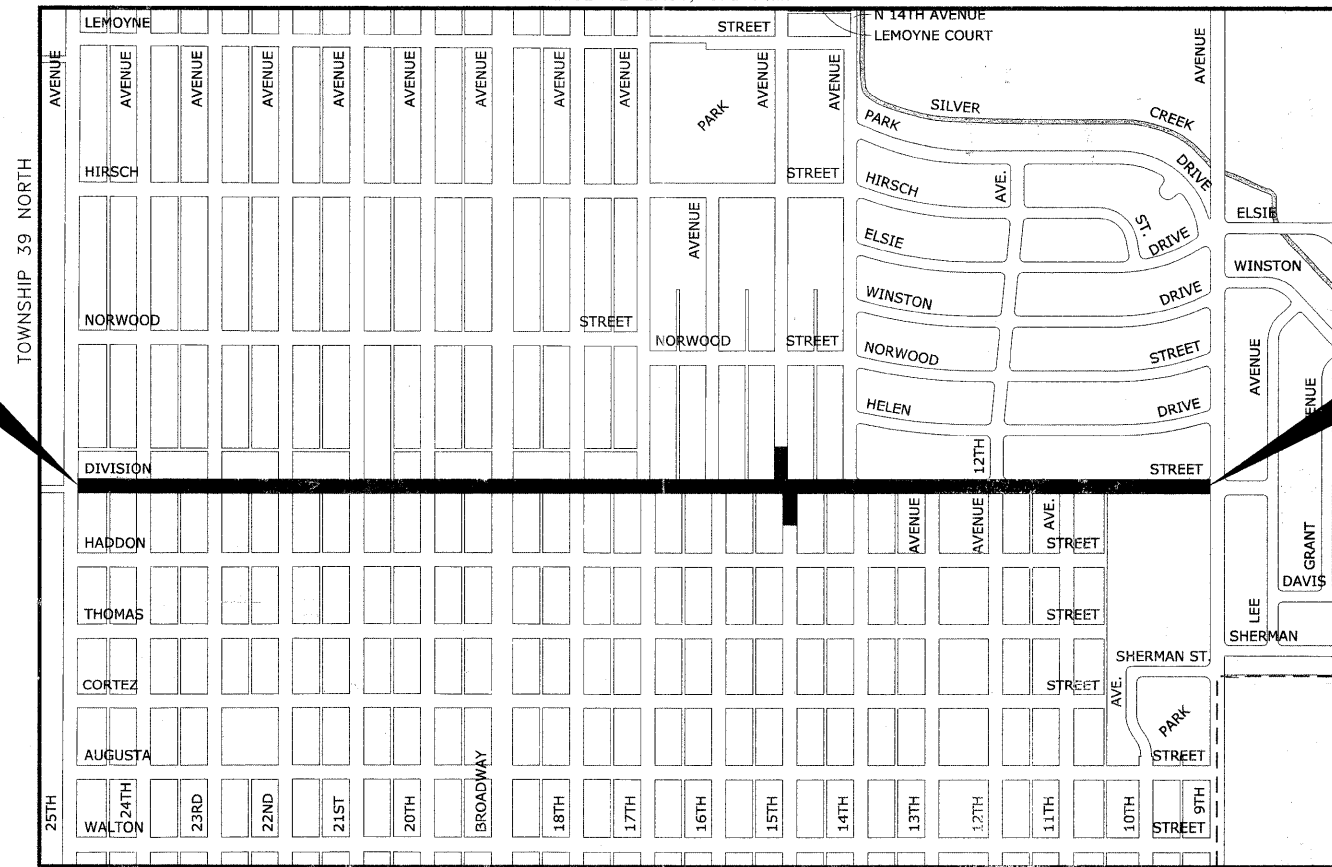 LEMOYNE
STREET
N 14TH AVENUE
LEMOYNE COURT
AVENUE
AVENUE
AVENUE
AVENUE
AVENUE
AVENUE
AVENUE
AVENUE
AVENUE
PARK
AVENUE
AVENUE
AVENUE
SILVER
CREEK
PARK
DRIVE
TOWNSHIP 39 NORTH
HIRSCH
STREET
HIRSCH
AVE.
ST.
ELSIE
AVENUE
ELSIE
DRIVE
WINSTON
WINSTON
DRIVE
NORWOOD
STREET
NORWOOD
STREET
NORWOOD
STREET
AVENUE
HELEN
DRIVE
DIVISION
12TH
STREET
HADDON
AVENUE
AVENUE
AVE.
STREET
GRANT
DAVIS
THOMAS
STREET
LEE
SHERMAN
SHERMAN ST.
CORTEZ
STREET
AVE.
PARK
AUGUSTA
STREET
25TH
24TH
23RD
22ND
21ST
20TH
BROADWAY
18TH
17TH
16TH
15TH
14TH
13TH
12TH
11TH
10TH
9TH
WALTON
STREET